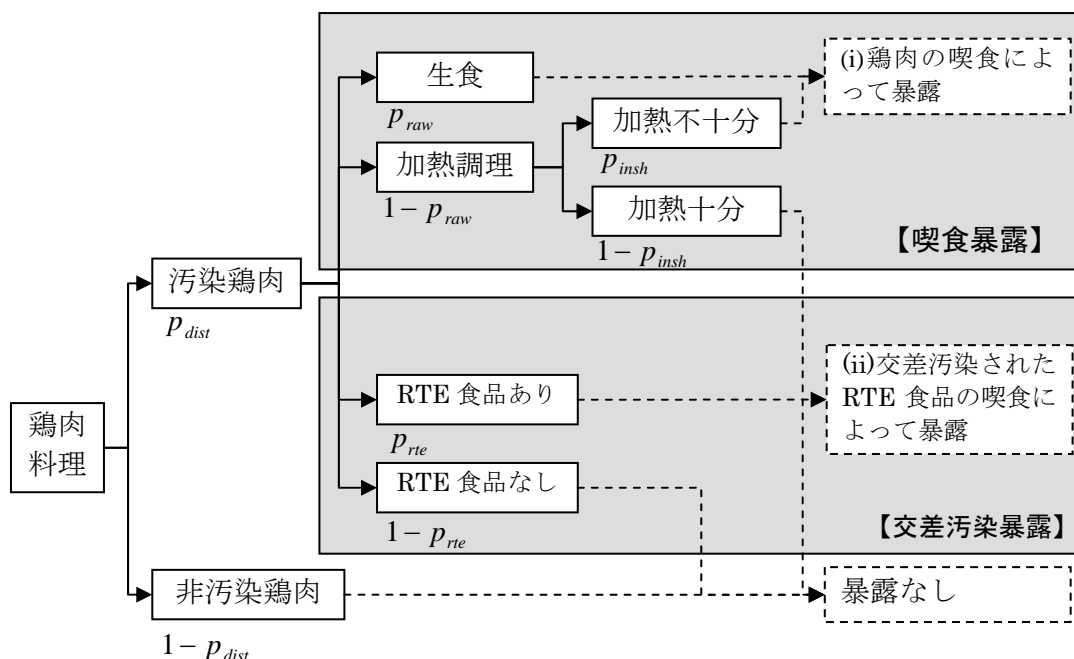 生食
p_raw
加熱調理
1 − p_raw
加熱不十分
p_insh
加熱十分
1 − p_insh
(i)鶏肉の喫食によ
って暴露
【喫食暴露】
汚染鶏肉
p_dist
鶏肉
料理
RTE 食品あり
p_rte
RTE 食品なし
1 − p_rte
(ii)交差汚染された
RTE 食品の喫食に
よって暴露
【交差汚染暴露】
非汚染鶏肉
1 − p_dist
暴露なし